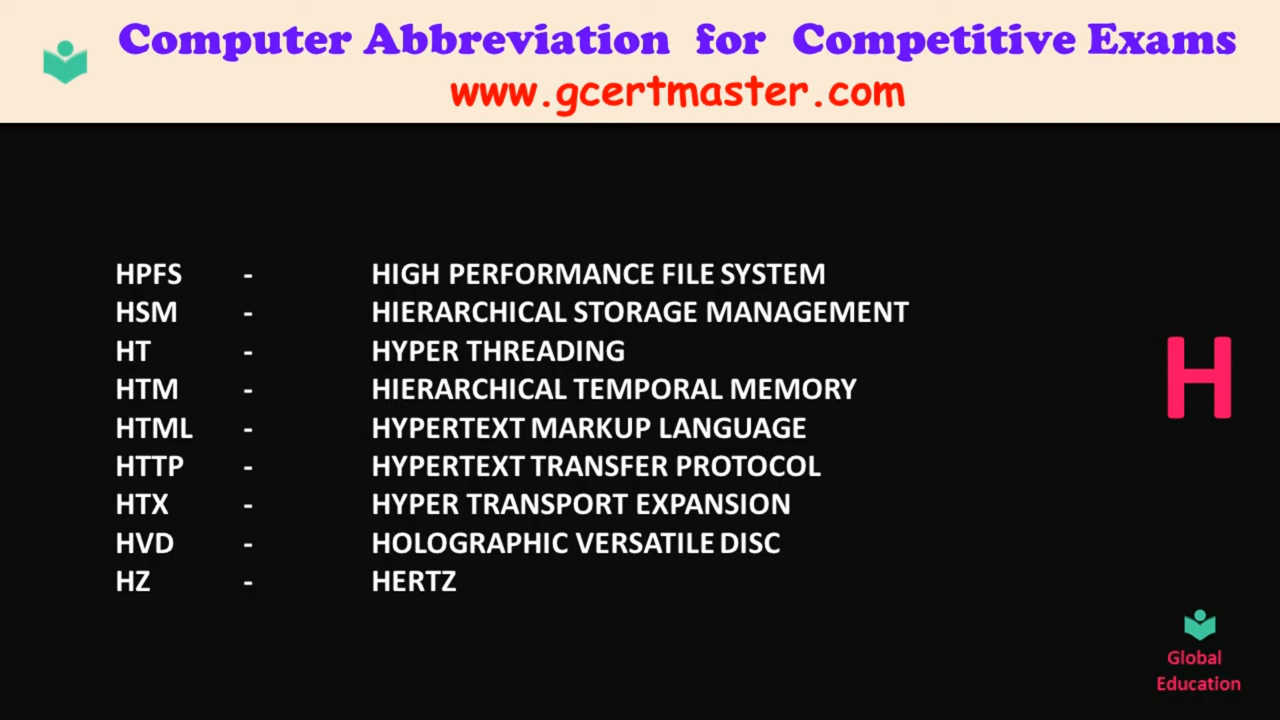 Computer Abbreviation for Competitive Exams
www.gcertmaster.com
HPFS - HIGH PERFORMANCE FILE SYSTEM
HSM - HIERARCHICAL STORAGE MANAGEMENT
HT - HYPER THREADING
HTM - HIERARCHICAL TEMPORAL MEMORY
HTML - HYPERTEXT MARKUP LANGUAGE
HTTP - HYPERTEXT TRANSFER PROTOCOL
HTX - HYPER TRANSPORT EXPANSION
HVD - HOLOGRAPHIC VERSATILE DISC
HZ - HERTZ
H
Global
Education